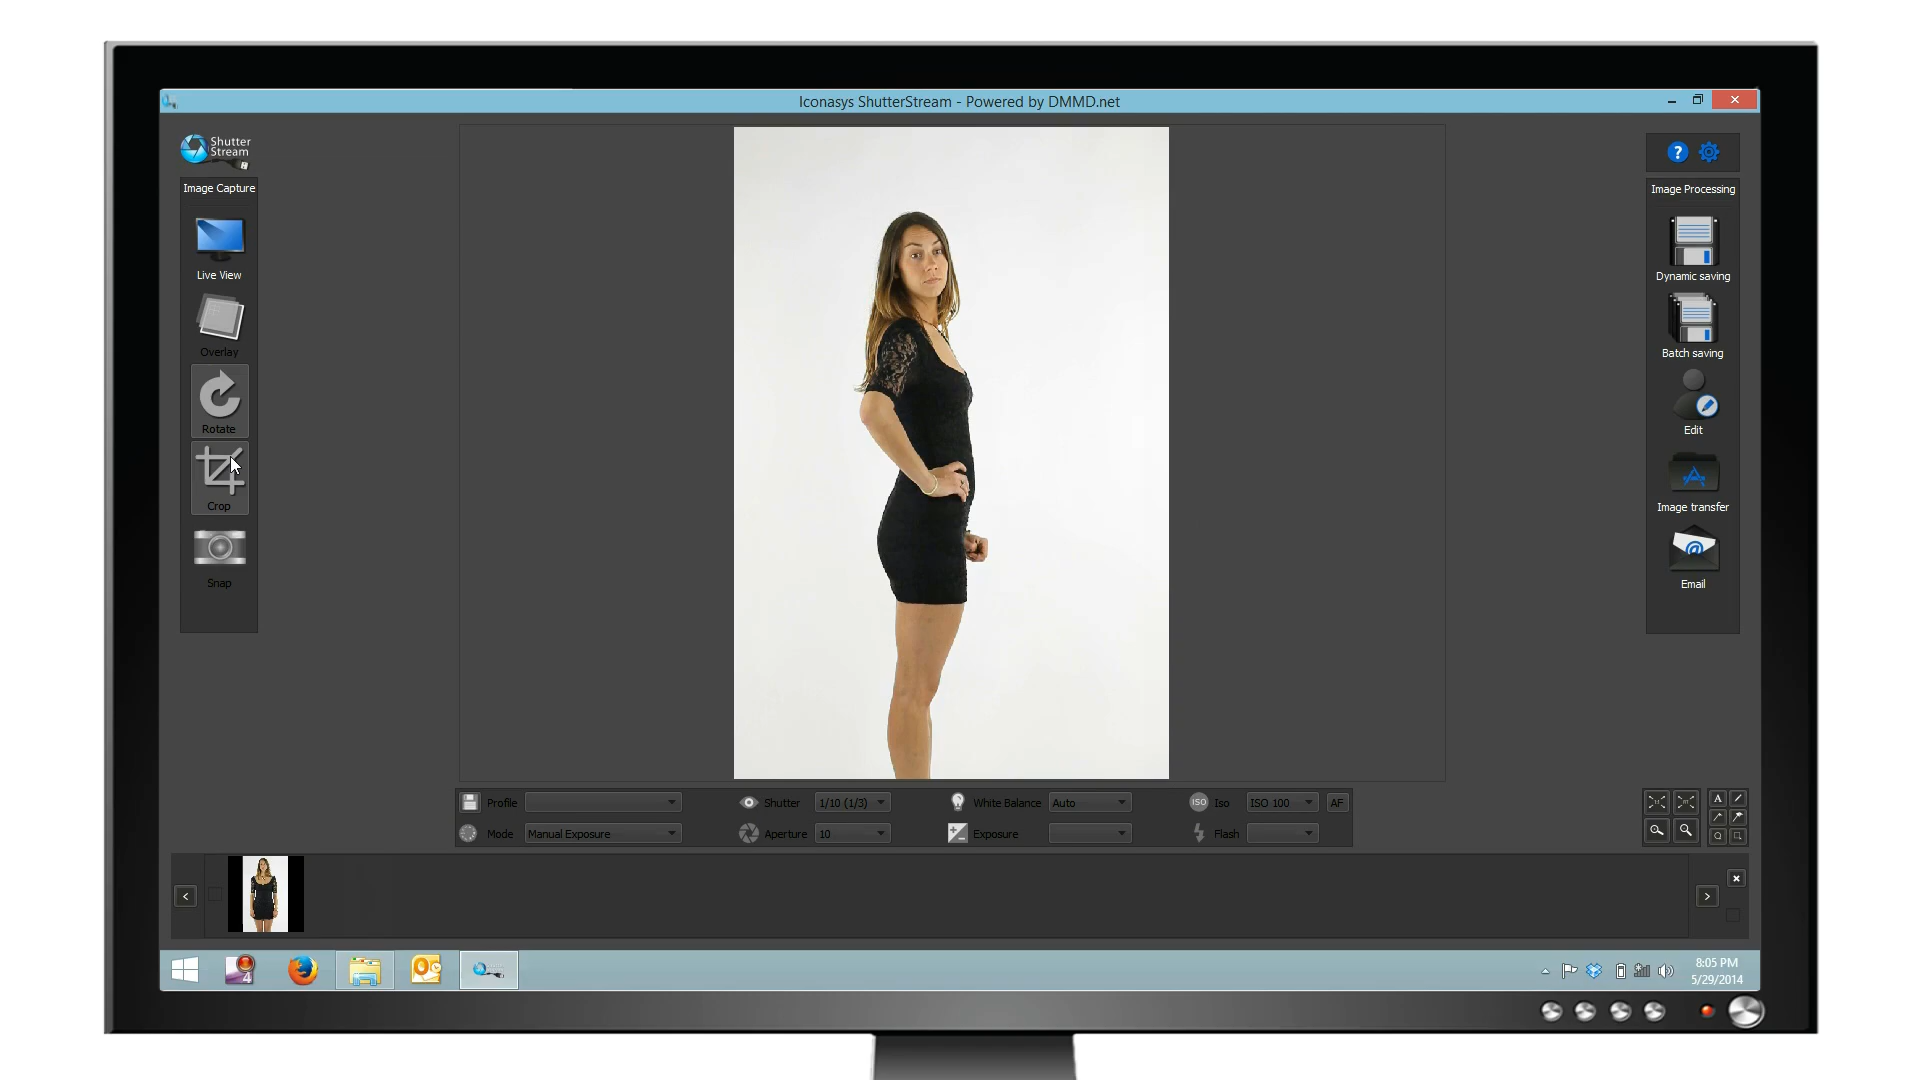 Iconasys ShutterStream - Powered by DMMD.net
Shutter
Stream
Image Capture
Live View
Overlay
Rotate
Crop
Snap
?
Image Processing
Dynamic saving
Batch saving
Edit
Image transfer
@
Email
Profile
Shutter 1/10 (1/3)
White Balance Auto
ISO Iso ISO 100 AF
Mode Manual Exposure
Aperture 10
Exposure
Flash
A
<
>
4
8:05 PM
5/29/2014